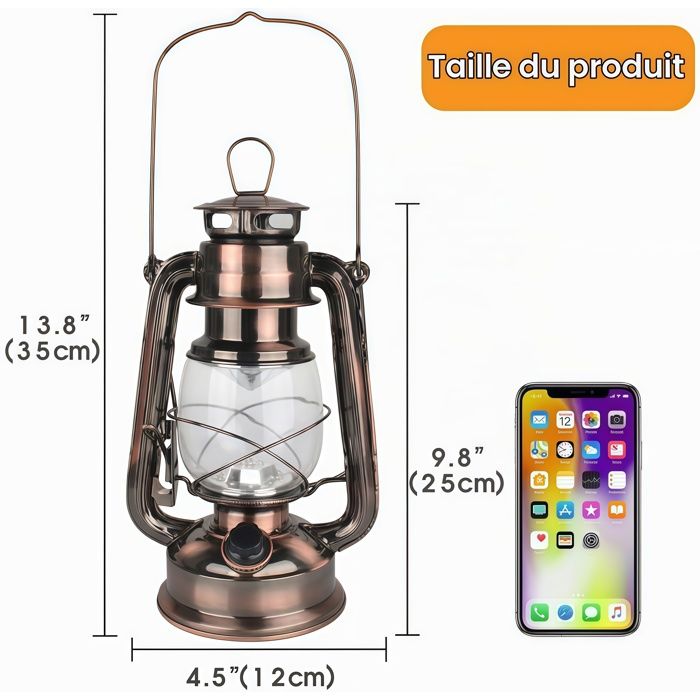 Taille du produit
13.8”
(35cm)
9.8”
(25cm)
4.5”(12cm)